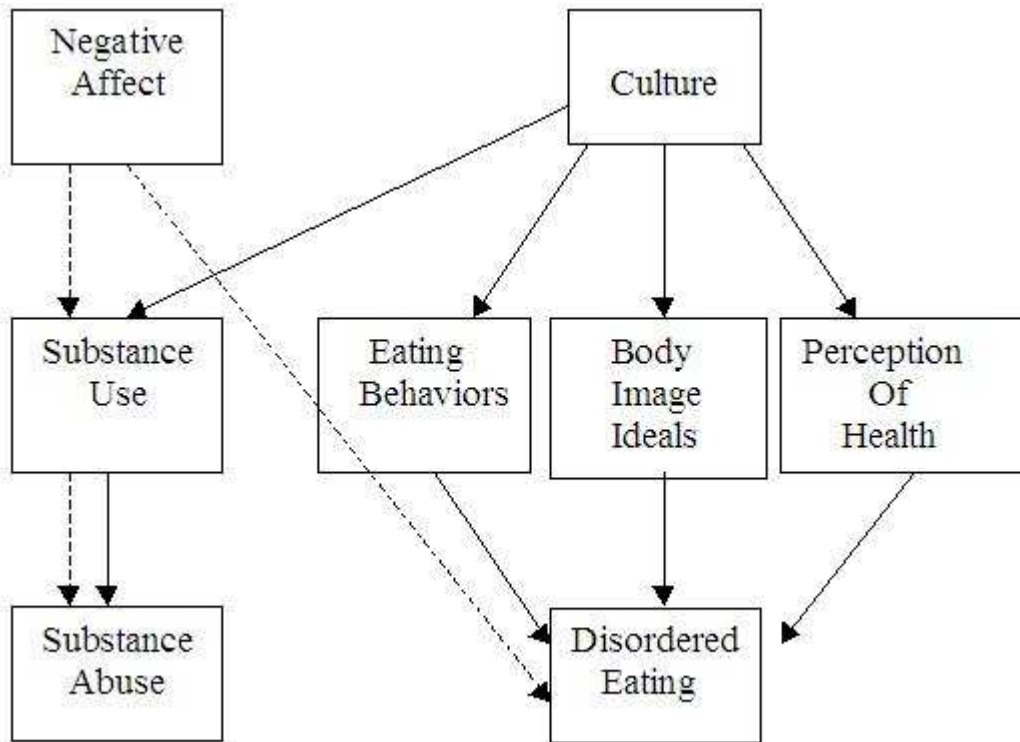 Negative
Affect
Culture
Substance
Use
Eating
Behaviors
Body
Image
Ideals
Perception
Of
Health
Substance
Abuse
Disordered
Eating